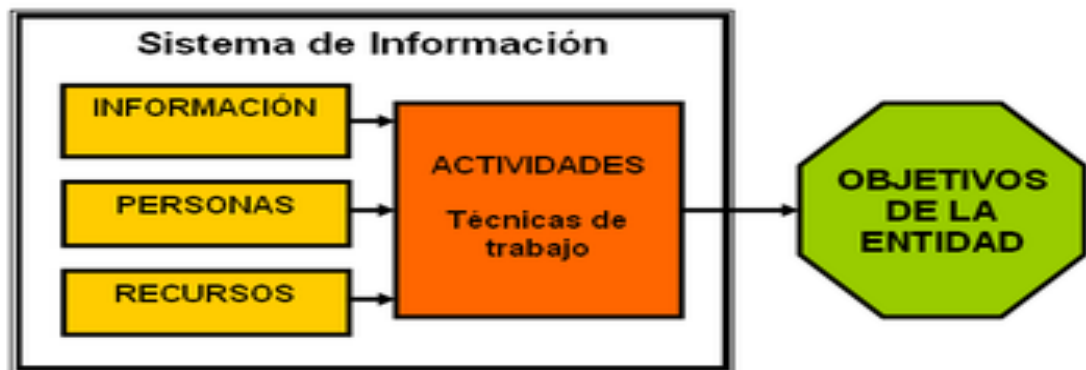 Sistema de Información
INFORMACIÓN
PERSONAS
RECURSOS
ACTIVIDADES
Técnicas de
trabajo
OBJETIVOS
DE LA
ENTIDAD